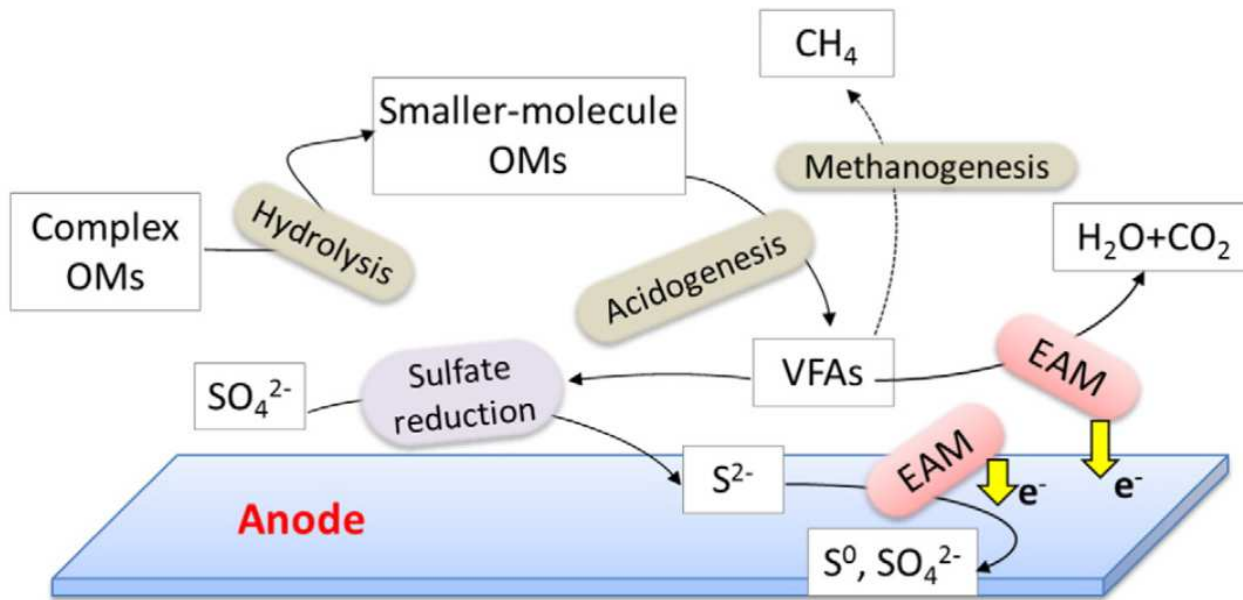 CH₄
Smaller-molecule
OMs
Methanogenesis
Complex
OMs
Hydrolysis
H₂O+CO₂
Acidogenesis
EAM
VFAs
Sulfate
reduction
SO₄²⁻
EAM
e⁻
e⁻
S²⁻
Anode
S⁰, SO₄²⁻